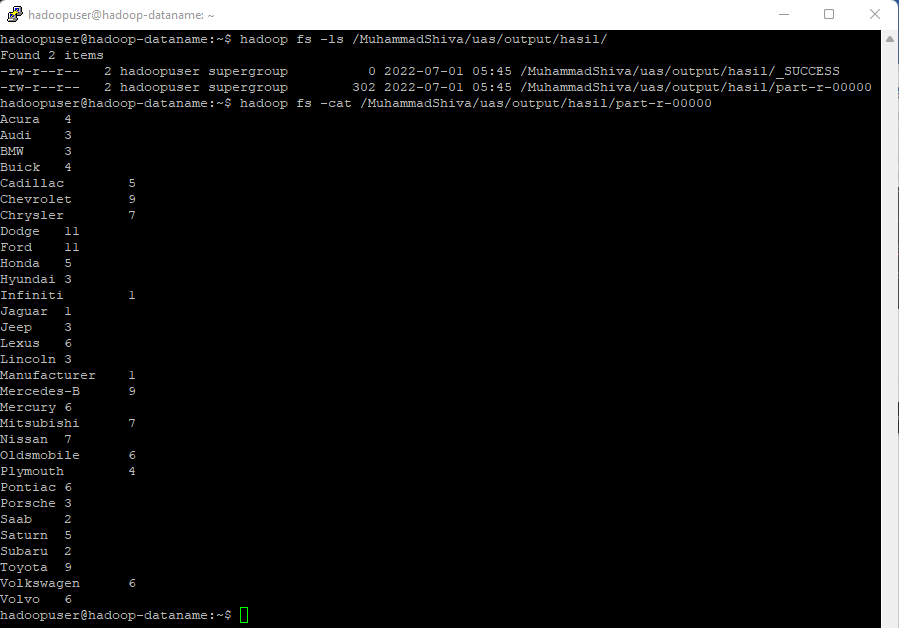 hadoopuser@hadoop-dataname: ~
hadoopuser@hadoop-dataname:~$ hadoop fs -ls /MuhammadShiva/uas/output/hasil/
Found 2 items
-rw-r--r--   2 hadoopuser supergroup          0 2022-07-01 05:45 /MuhammadShiva/uas/output/hasil/_SUCCESS
-rw-r--r--   2 hadoopuser supergroup        302 2022-07-01 05:45 /MuhammadShiva/uas/output/hasil/part-r-00000
hadoopuser@hadoop-dataname:~$ hadoop fs -cat /MuhammadShiva/uas/output/hasil/part-r-00000
Acura   4
Audi    3
BMW     3
Buick   4
Cadillac        5
Chevrolet       9
Chrysler        7
Dodge   11
Ford    11
Honda   5
Hyundai 3
Infiniti        1
Jaguar  1
Jeep    3
Lexus   6
Lincoln 3
Manufacturer    1
Mercedes-B      9
Mercury 6
Mitsubishi      7
Nissan  7
Oldsmobile      6
Plymouth        4
Pontiac 6
Porsche 3
Saab    2
Saturn  5
Subaru  2
Toyota  9
Volkswagen      6
Volvo   6
hadoopuser@hadoop-dataname:~$